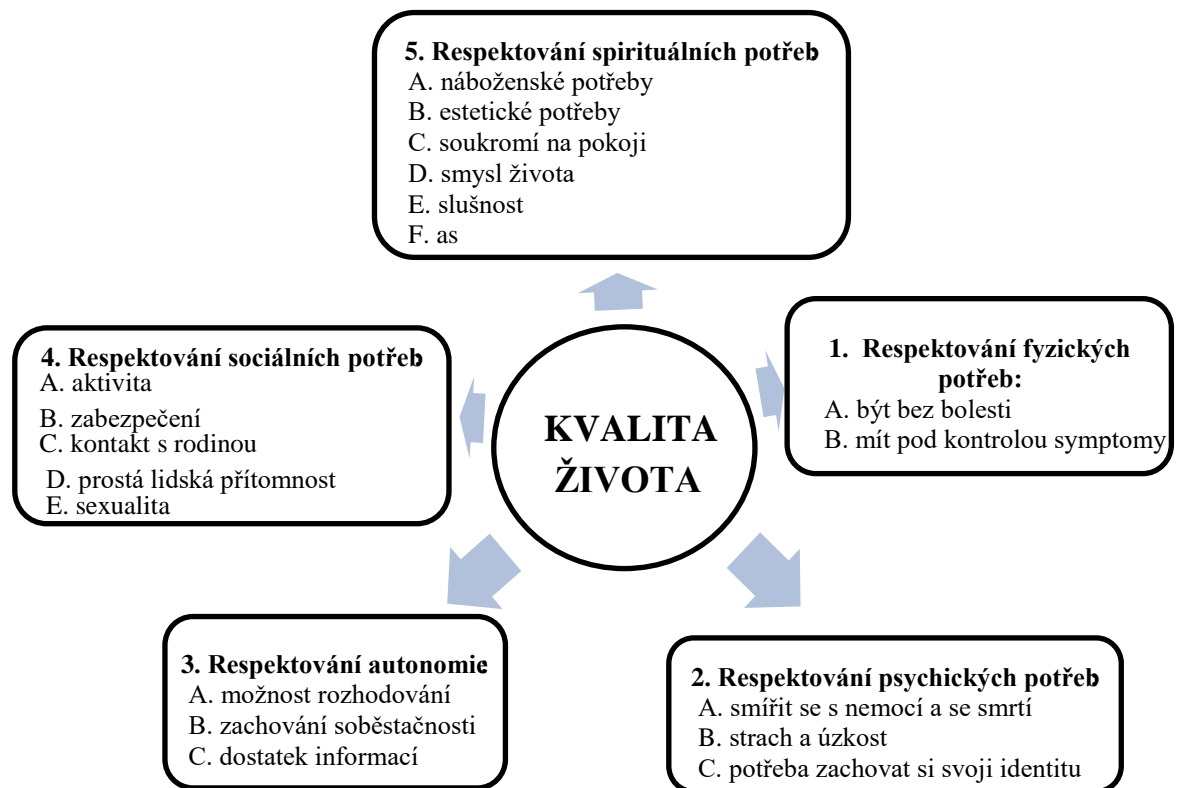 5. Respektování spirituálních potřeb
A. náboženské potřeby
B. estetické potřeby
C. soukromí na pokoji
D. smysl života
E. slušnost
F. as
4. Respektování sociálních potřeb
A. aktivita
B. zabezpečení
C. kontakt s rodinou
D. prostá lidská přítomnost
E. sexualita
KVALITA
ŽIVOTA
1. Respektování fyzických
potřeb:
A. být bez bolesti
B. mít pod kontrolou symptomy
3. Respektování autonomie
A. možnost rozhodování
B. zachování soběstačnosti
C. dostatek informací
2. Respektování psychických potřeb
A. smířit se s nemocí a se smrtí
B. strach a úzkost
C. potřeba zachovat si svoji identitu